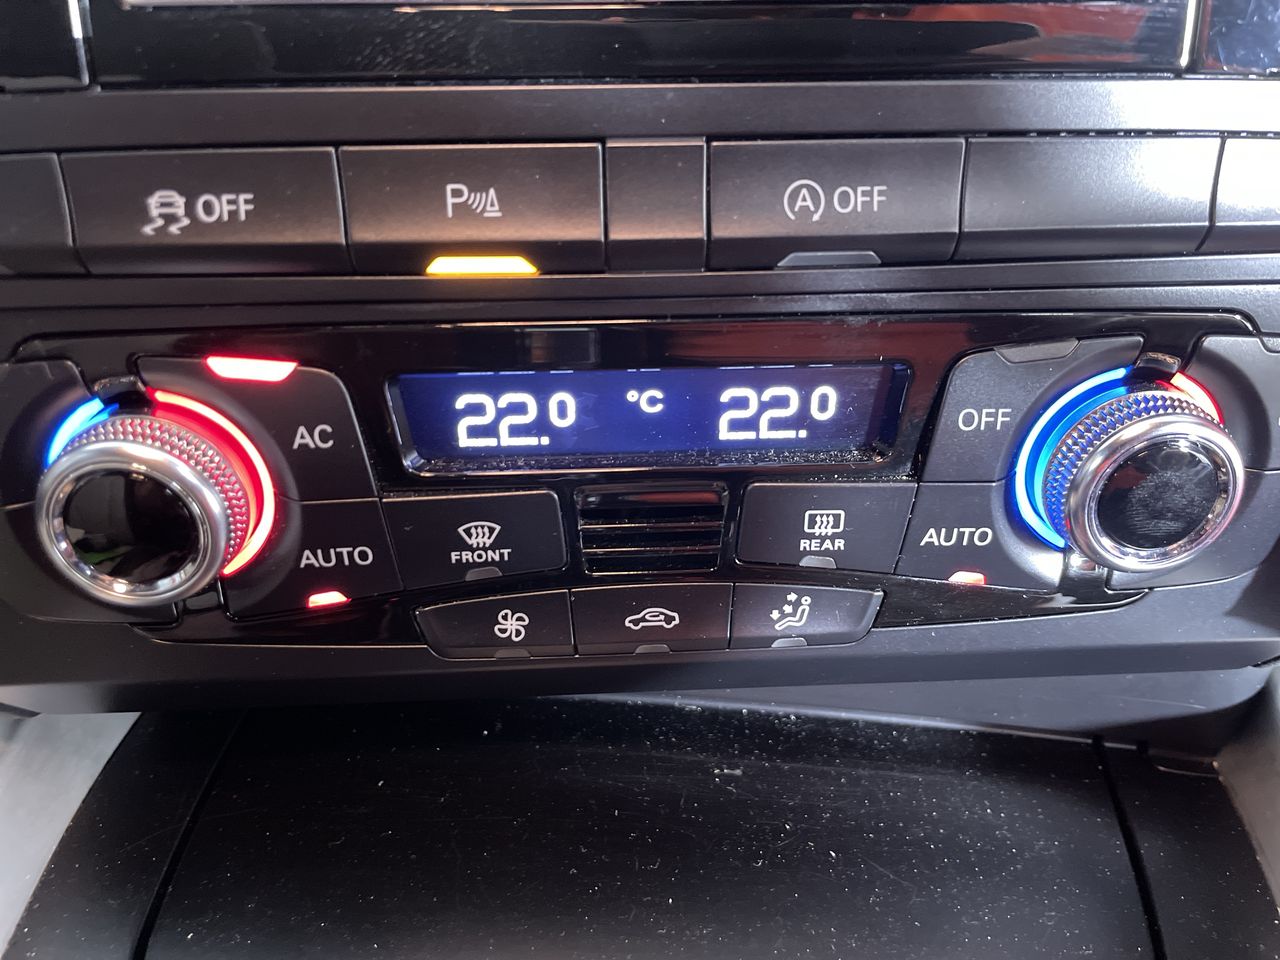 OFF
P
A OFF
22.0 °C 22.0
AC
OFF
AUTO
FRONT
REAR
AUTO